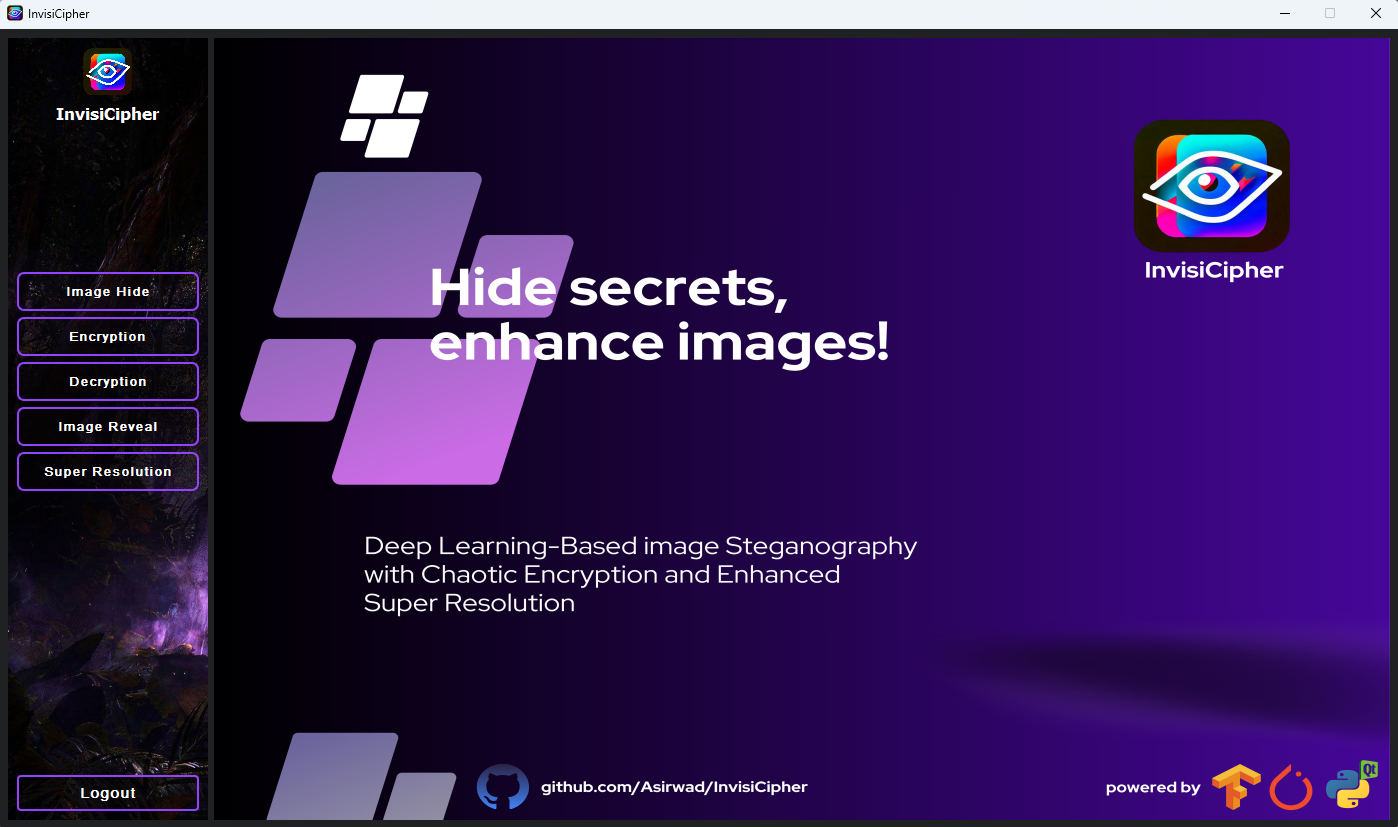 InvisiCipher
InvisiCipher
Image Hide
Encryption
Decryption
Image Reveal
Super Resolution
Logout
InvisiCipher
Hide secrets,
enhance images!
Deep Learning-Based image Steganography
with Chaotic Encryption and Enhanced
Super Resolution
github.com/Asirwad/InvisiCipher
powered by
Qt